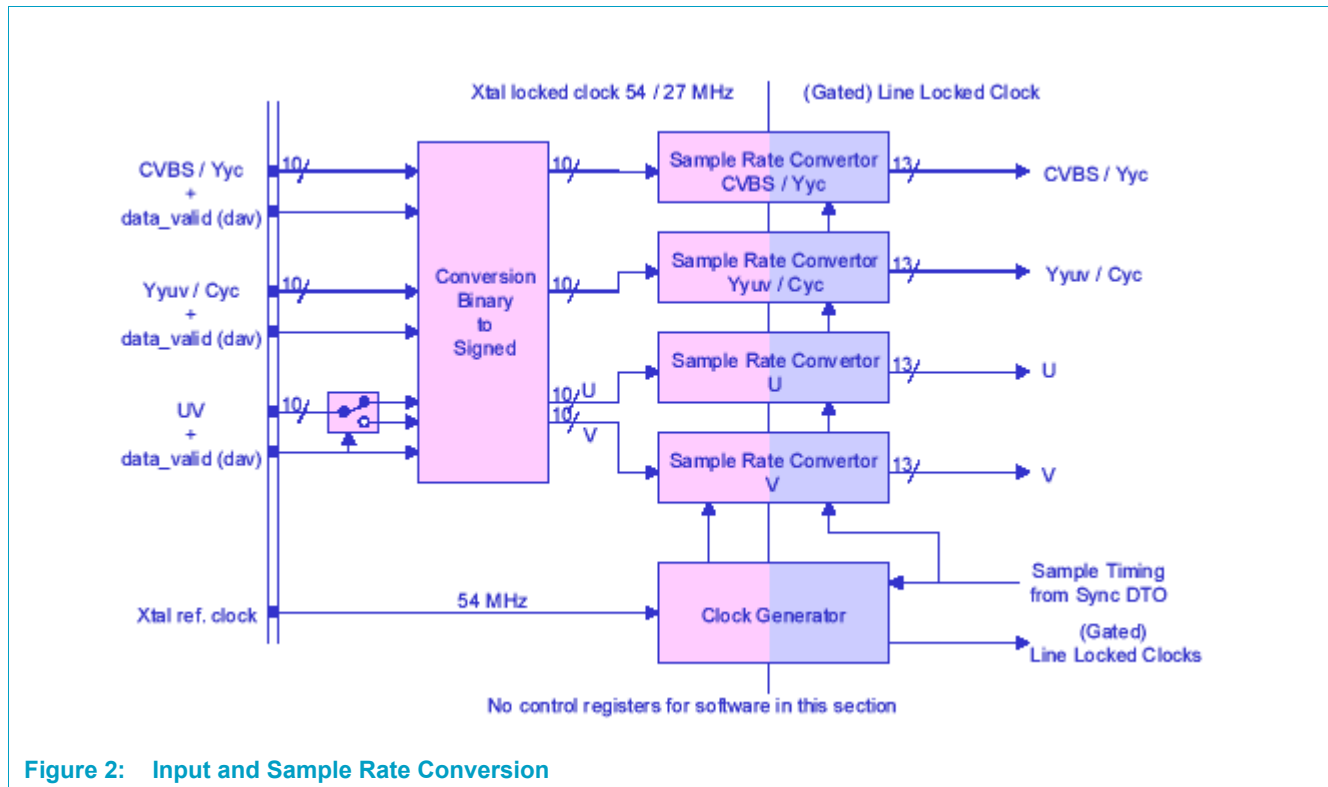 Xtal locked clock 54 / 27 MHz
(Gated) Line Locked Clock
CVBS / Yyc
+
data_valid (dav)
10
10
Sample Rate Convertor
CVBS / Yyc
13
CVBS / Yyc
Yyuv / Cyc
+
data_valid (dav)
10
Conversion
Binary
to
Signed
10
Sample Rate Convertor
Yyuv / Cyc
13
Yyuv / Cyc
UV
+
data_valid (dav)
10
10 U
10
V
Sample Rate Convertor
U
13
U
Sample Rate Convertor
V
13
V
Xtal ref. clock
54 MHz
Clock Generator
Sample Timing
from Sync DTO
(Gated)
Line Locked Clocks
No control registers for software in this section
Figure 2: Input and Sample Rate Conversion